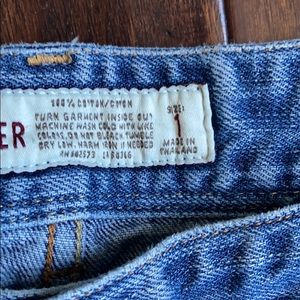 ER
100% COTTON/COTON
TURN GARMENT INSIDE OUT
MACHINE WASH COLD WITH LIKE
COLORS. DO NOT BLEACH. TUMBLE
DRY LOW. WARM IRON IF NEEDED
SIZE:
1
MADE IN
THAILAND